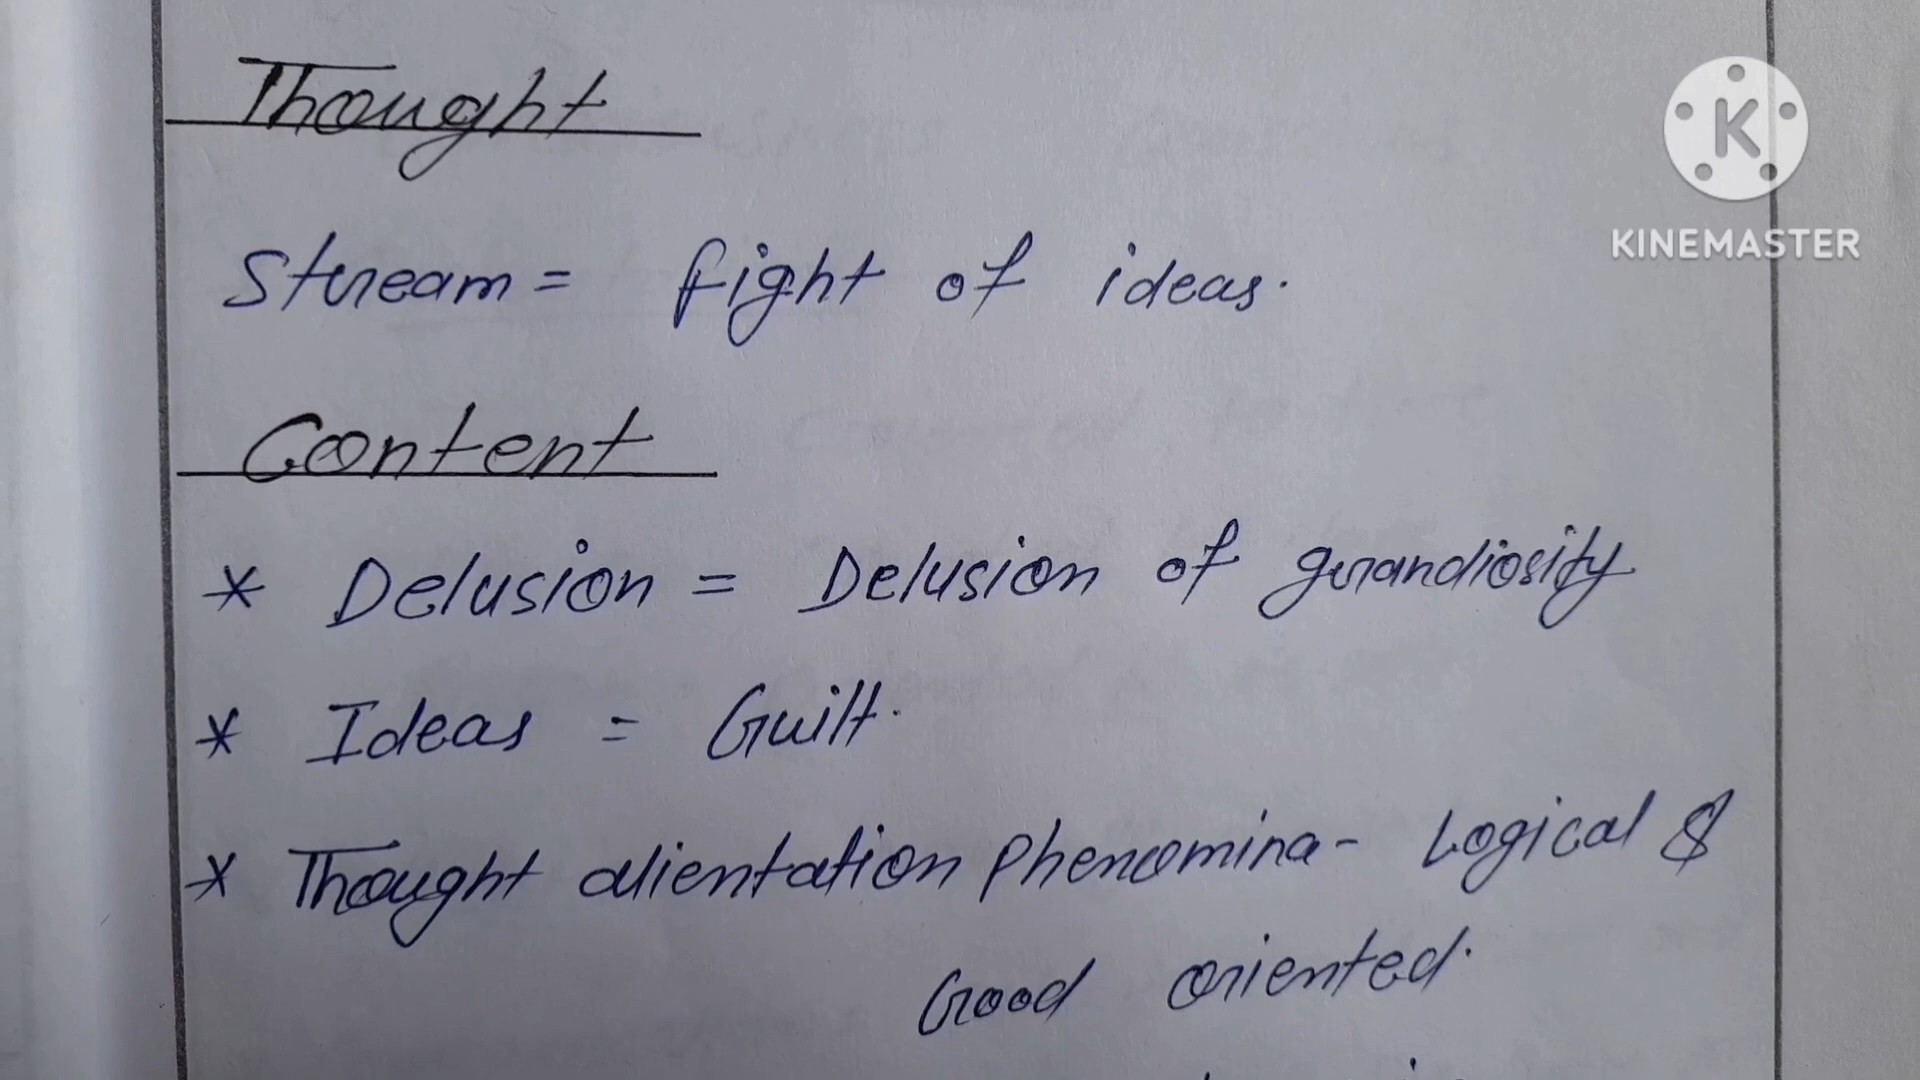 Thought
KINEMASTER
Stream = fight of ideas.
Content
* Delusion = Delusion of grandiosity
* Ideas = Guilt.
* Thought alientation phenomina - Logical &
Good oriented.